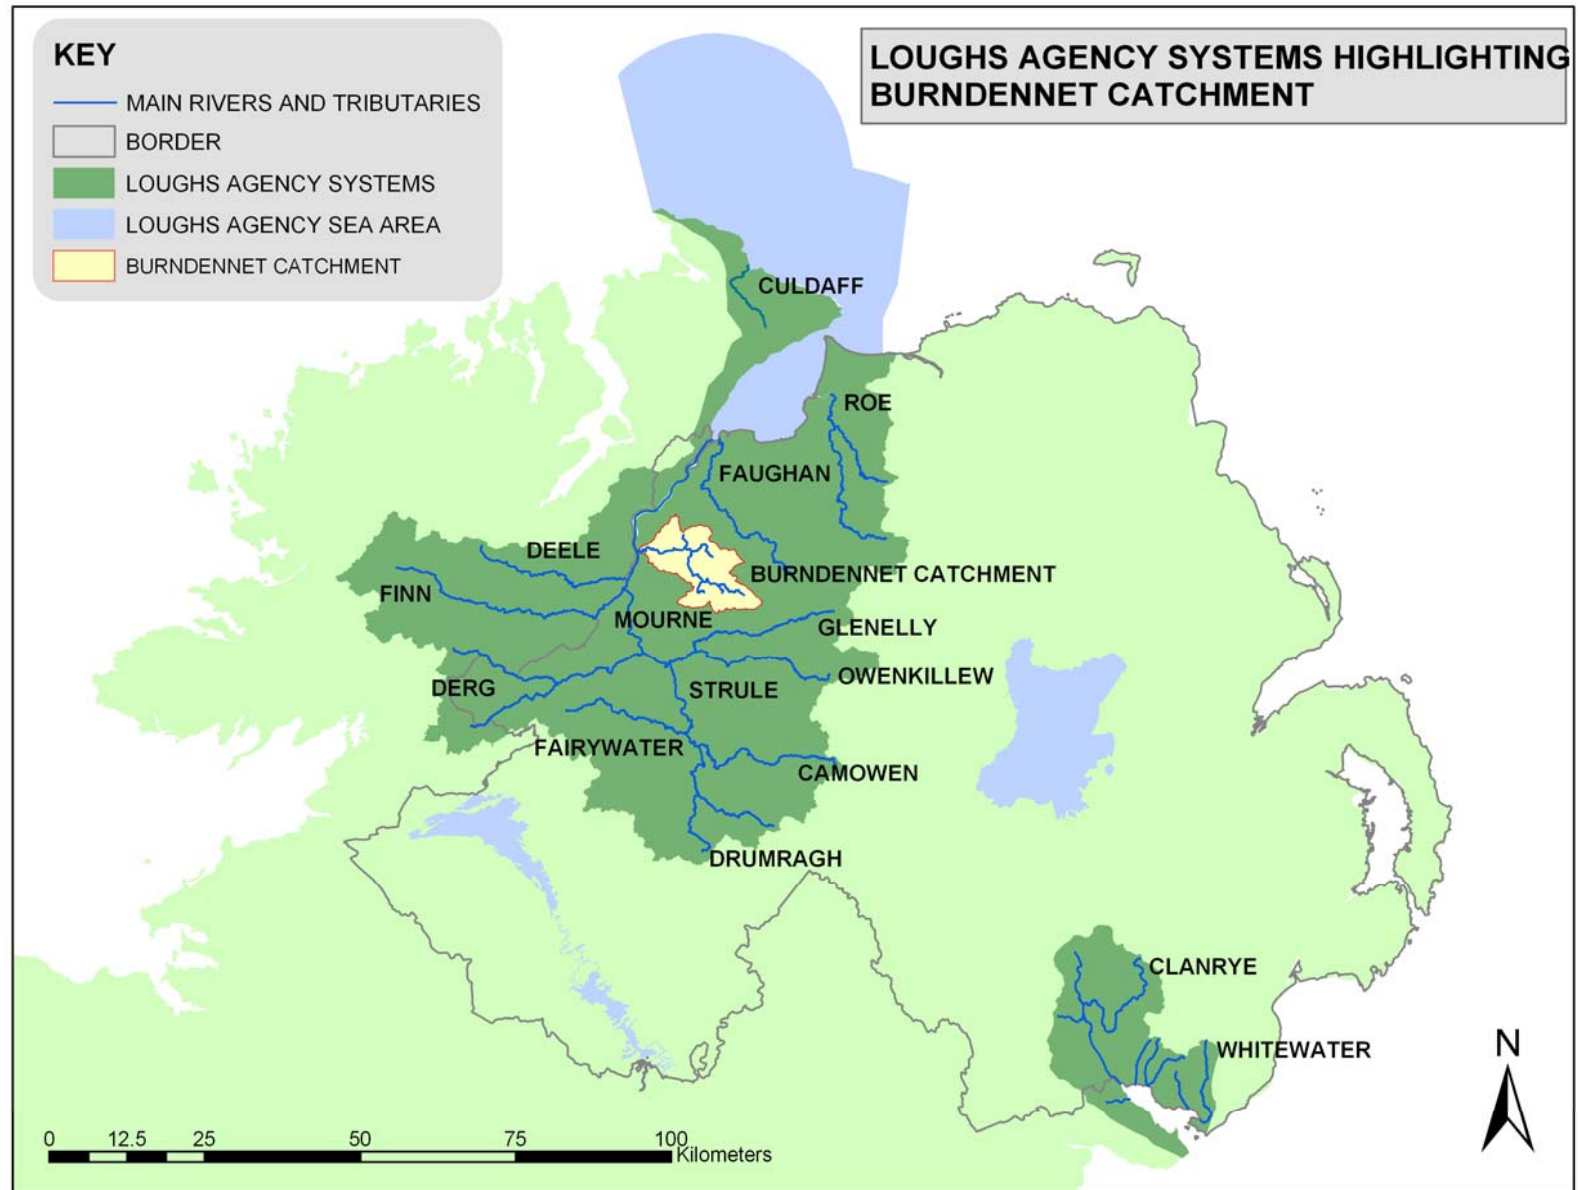 KEY
MAIN RIVERS AND TRIBUTARIES
BORDER
LOUGHS AGENCY SYSTEMS
LOUGHS AGENCY SEA AREA
BURNDENNET CATCHMENT
LOUGHS AGENCY SYSTEMS HIGHLIGHTING
BURNDENNET CATCHMENT
CULDAFF
ROE
FAUGHAN
DEELE
BURNDENNET CATCHMENT
FINN
MOURNE
GLENELLY
OWENKILLEW
DERG
STRULE
FAIRYWATER
CAMOWEN
DRUMRAGH
CLANRYE
WHITEWATER
N
0 12.5 25 50 75 100
Kilometers